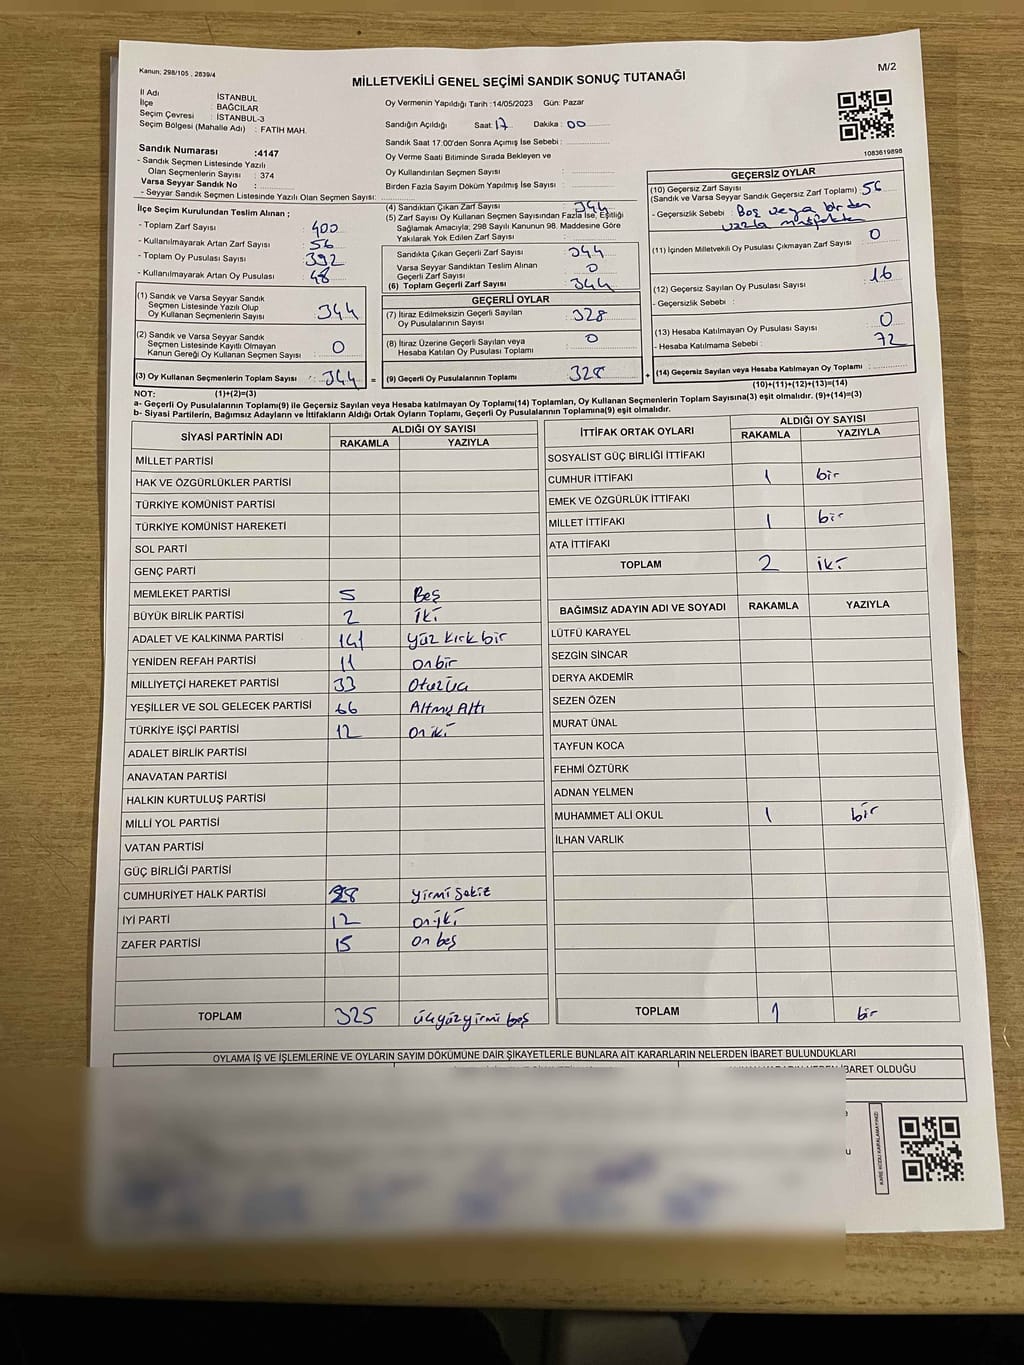 Kanun; 298/105 , 2839/4
M/2
MİLLETVEKİLİ GENEL SEÇİMİ SANDIK SONUÇ TUTANAĞI
İl Adı : İSTANBUL
İlçe : BAĞCILAR
Seçim Çevresi : İSTANBUL-3
Seçim Bölgesi (Mahalle Adı) : FATİH MAH.
Sandık Numarası :4147
- Sandık Seçmen Listesinde Yazılı
Olan Seçmenlerin Sayısı : 374
Varsa Seyyar Sandık No :
- Seyyar Sandık Seçmen Listesinde Yazılı Olan Seçmen Sayısı:
Oy Vermenin Yapıldığı Tarih :14/05/2023 Gün: Pazar
Sandığın Açıldığı Saat: 17 Dakika : 00
Sandık Saat 17.00'den Sonra Açımış İse Sebebi :
Oy Verme Saati Bitiminde Sırada Bekleyen ve
Oy Kullandırılan Seçmen Sayısı :
Birden Fazla Sayım Döküm Yapılmış İse Sayısı :
1083619898
İlçe Seçim Kurulundan Teslim Alınan ;
- Toplam Zarf Sayısı : 400
- Kullanılmayarak Artan Zarf Sayısı : 56
- Toplam Oy Pusulası Sayısı : 392
- Kullanılmayarak Artan Oy Pusulası : 48
(1) Sandık ve Varsa Seyyar Sandık
Seçmen Listesinde Yazılı Olup
Oy Kullanan Seçmenlerin Sayısı : 344
(2) Sandık ve Varsa Seyyar Sandık
Seçmen Listesinde Kayıtlı Olmayan
Kanun Gereği Oy Kullanan Seçmen Sayısı : 0
(3) Oy Kullanan Seçmenlerin Toplam Sayısı : 344 =
(4) Sandıktan Çıkan Zarf Sayısı : 344
(5) Zarf Sayısı Oy Kullanan Seçmen Sayısından Fazla İse, Eşitliği
Sağlamak Amacıyla; 298 Sayılı Kanunun 98. Maddesine Göre
Yakılarak Yok Edilen Zarf Sayısı :
Sandıkta Çıkan Geçerli Zarf Sayısı : 344
Varsa Seyyar Sandıktan Teslim Alınan
Geçerli Zarf Sayısı : 0
(6) Toplam Geçerli Zarf Sayısı : 344
GEÇERLİ OYLAR
(7) İtiraz Edilmeksizin Geçerli Sayılan
Oy Pusulalarının Sayısı : 328
(8) İtiraz Üzerine Geçerli Sayılan veya
Hesaba Katılan Oy Pusulası Toplamı : 0
(9) Geçerli Oy Pusulalarının Toplamı 328 +
GEÇERSİZ OYLAR
(10) Geçersiz Zarf Sayısı
(Sandık ve Varsa Seyyar Sandık Geçersiz Zarf Toplamı) : 56
- Geçersizlik Sebebi : Boş veya birden
(11) İçinden Milletvekili Oy Pusulası Çıkmayan Zarf Sayısı : 0
(12) Geçersiz Sayılan Oy Pusulası Sayısı : 16
- Geçersizlik Sebebi :
(13) Hesaba Katılmayan Oy Pusulası Sayısı : 0
- Hesaba Katılmama Sebebi : 72
(14) Geçersiz Sayılan veya Hesaba Katılmayan Oy Toplamı :
NOT: (1)+(2)=(3) (10)+(11)+(12)+(13)=(14)
a- Geçerli Oy Pusulalarının Toplamı(9) ile Geçersiz Sayılan veya Hesaba katılmayan Oy Toplamı(14) Toplamları, Oy Kullanan Seçmenlerin Toplam Sayısına(3) eşit olmalıdır. (9)+(14)=(3)
b- Siyasi Partilerin, Bağımsız Adayların ve İttifakların Aldığı Ortak Oyların Toplamı, Geçerli Oy Pusulalarının Toplamına(9) eşit olmalıdır.
SİYASİ PARTİNİN ADI ALDIĞI OY SAYISI
RAKAMLA YAZIYLA
MİLLET PARTİSİ
HAK VE ÖZGÜRLÜKLER PARTİSİ
TÜRKİYE KOMÜNİST PARTİSİ
TÜRKİYE KOMÜNİST HAREKETİ
SOL PARTİ
GENÇ PARTİ
MEMLEKET PARTİSİ 5 Beş
BÜYÜK BİRLİK PARTİSİ 2 iki
ADALET VE KALKINMA PARTİSİ 141 yüz kırk bir
YENİDEN REFAH PARTİSİ 11 onbir
MİLLİYETÇİ HAREKET PARTİSİ 33 Otuzüç
YEŞİLLER VE SOL GELECEK PARTİSİ 66 Altmış Altı
TÜRKİYE İŞÇİ PARTİSİ 12 on iki
ADALET BİRLİK PARTİSİ
ANAVATAN PARTİSİ
HALKIN KURTULUŞ PARTİSİ
MİLLİ YOL PARTİSİ
VATAN PARTİSİ
GÜÇ BİRLİĞİ PARTİSİ
CUMHURİYET HALK PARTİSİ 28 yirmi sekiz
İYİ PARTİ 12 on iki
ZAFER PARTİSİ 15 on beş
TOPLAM 325 üçyüzyirmi beş
İTTİFAK ORTAK OYLARI ALDIĞI OY SAYISI
RAKAMLA YAZIYLA
SOSYALİST GÜÇ BİRLİĞİ İTTİFAKI
CUMHUR İTTİFAKI 1 bir
EMEK VE ÖZGÜRLÜK İTTİFAKI
MİLLET İTTİFAKI 1 bir
ATA İTTİFAKI
TOPLAM 2 iki
BAĞIMSIZ ADAYIN ADI VE SOYADI RAKAMLA YAZIYLA
LÜTFÜ KARAYEL
SEZGİN SİNCAR
DERYA AKDEMİR
SEZEN ÖZEN
MURAT ÜNAL
TAYFUN KOCA
FEHMİ ÖZTÜRK
ADNAN YELMEN
MUHAMMET ALİ OKUL 1 bir
İLHAN VARLIK
TOPLAM 1 bir
OYLAMA İŞ VE İŞLEMLERİNE VE OYLARIN SAYIM DÖKÜMÜNE DAİR ŞİKAYETLERLE BUNLARA AİT KARARLARIN NELERDEN İBARET BULUNDUKLARI
İBARET OLDUĞU
KARE KODU KARALAMAYINIZ!